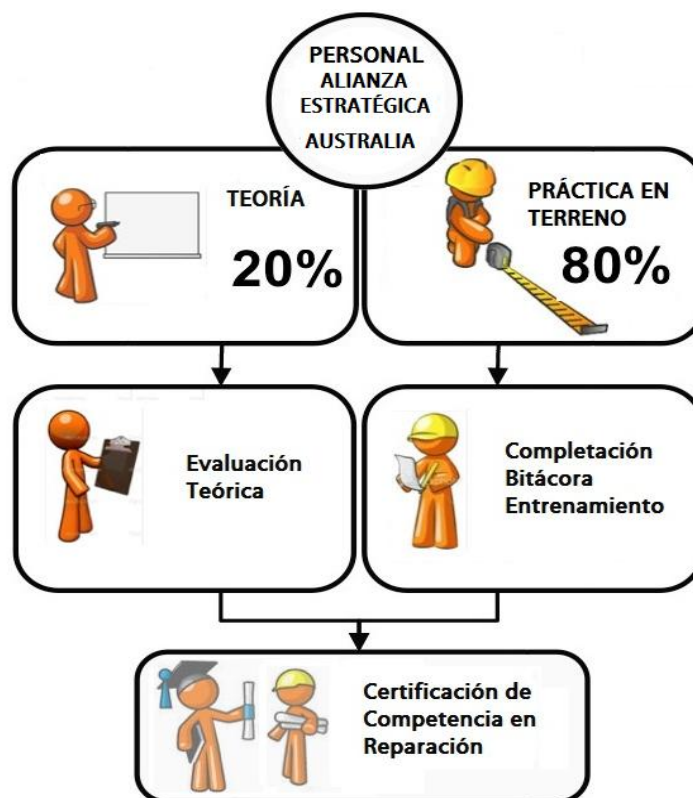 PERSONAL
ALIANZA
ESTRATÉGICA
AUSTRALIA
TEORÍA
20%
PRÁCTICA EN
TERRENO
80%
Evaluación
Teórica
Completación
Bitácora
Entrenamiento
Certificación de
Competencia en
Reparación